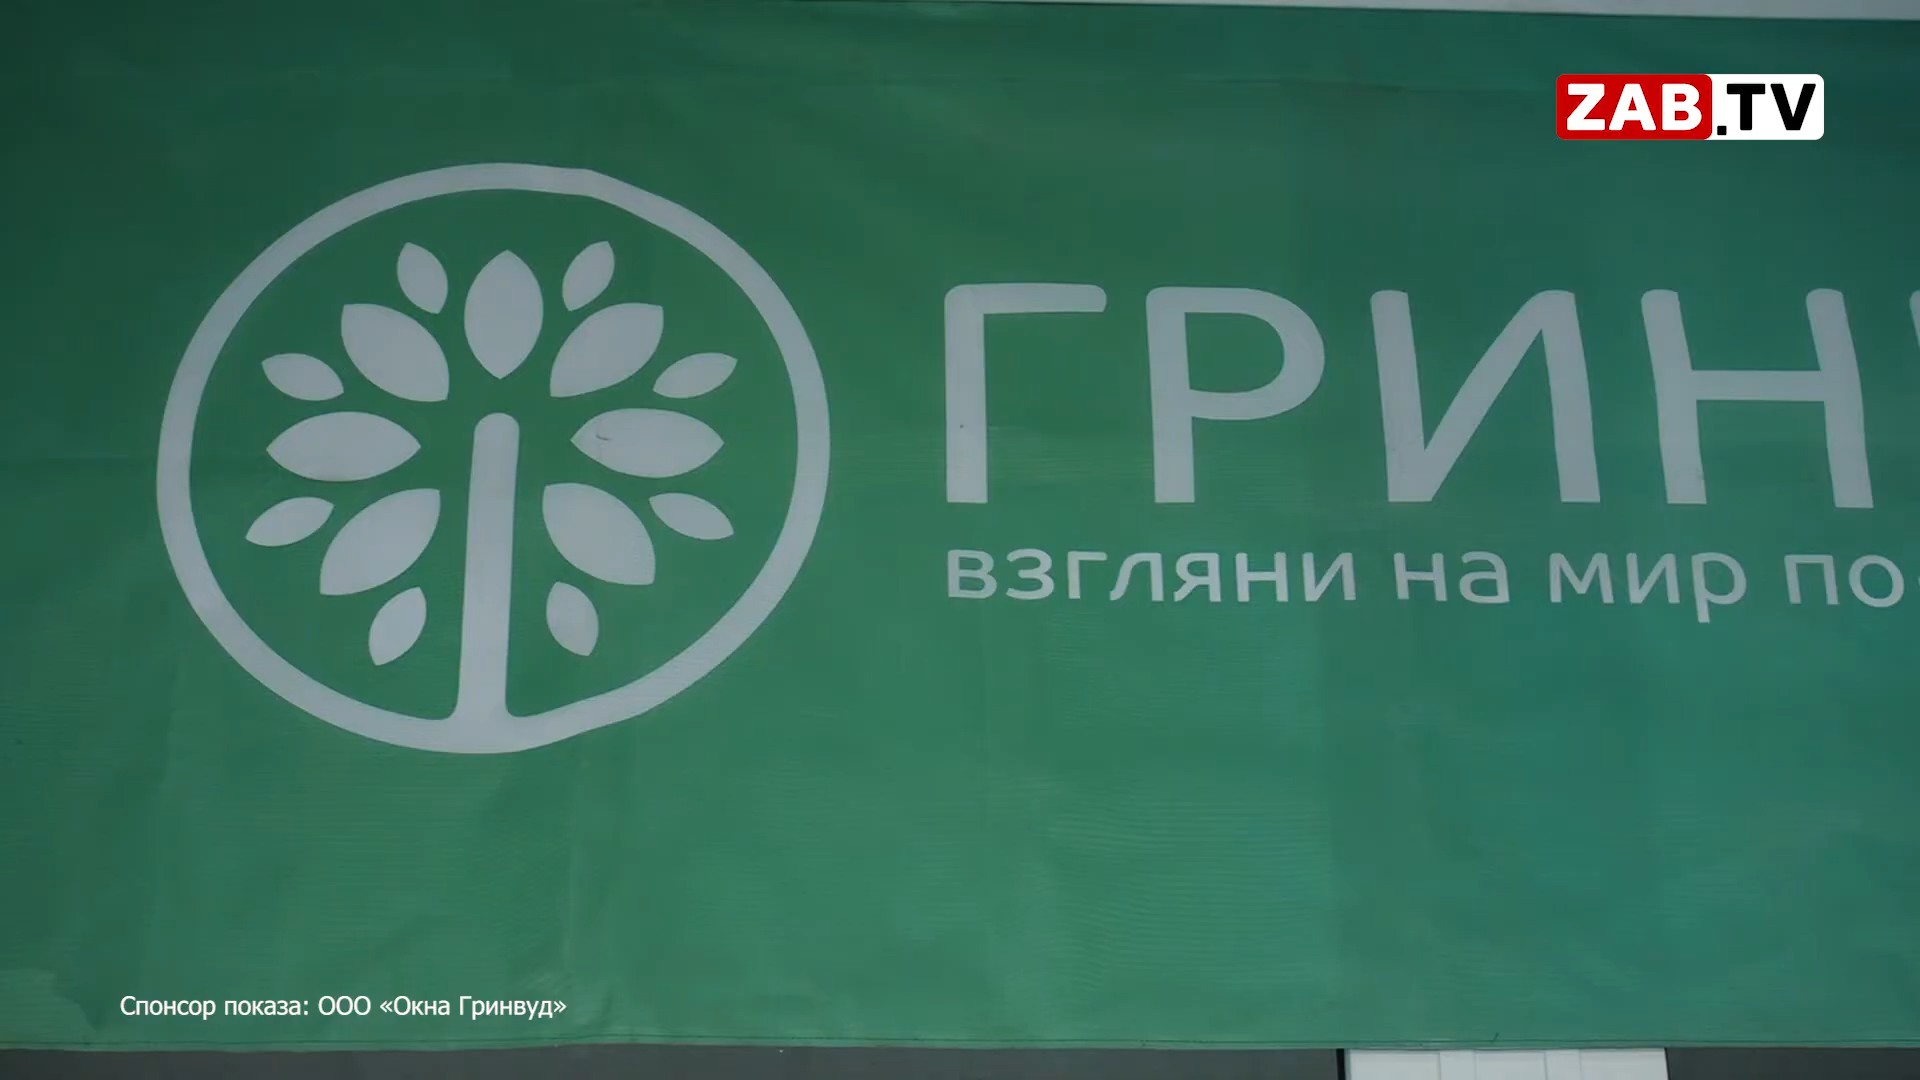 ZAB.TV
ГРИН
взгляни на мир по-
Спонсор показа: ООО «Окна Гринвуд»